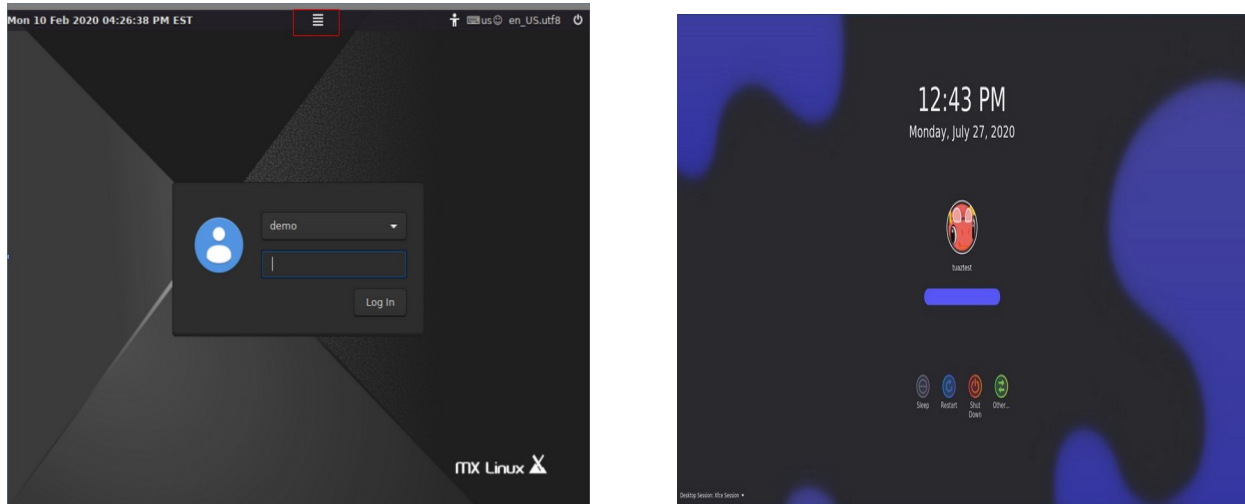 Mon 10 Feb 2020 04:26:38 PM EST
us en_US.utf8
demo
Log In
MX Linux
12:43 PM
Monday, July 27, 2020
tuaztest
Sleep
Restart
Shut
Down
Other...
Desktop Session: Xfce Session